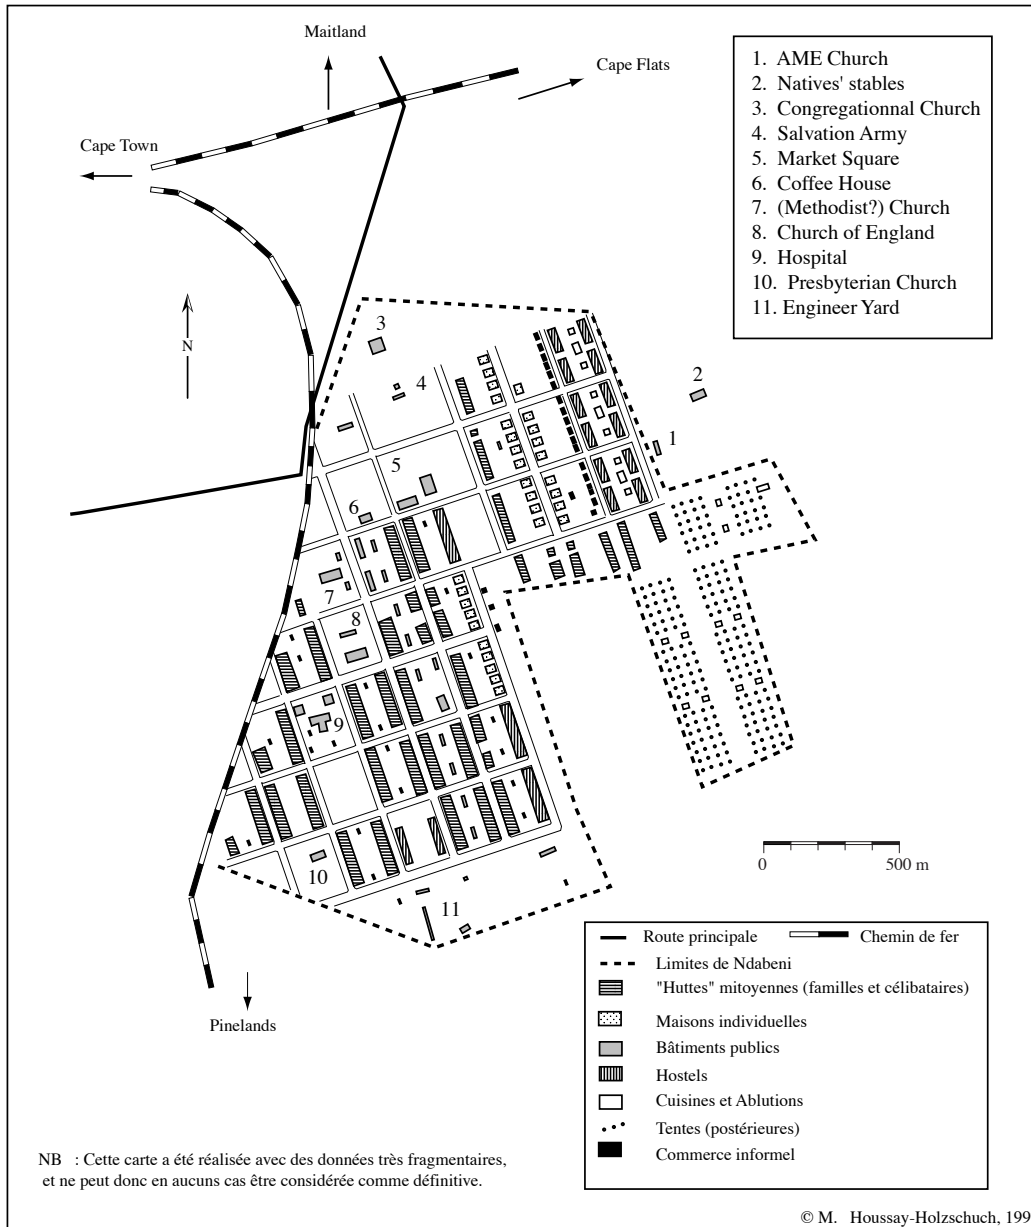 Maitland
Cape Flats
Cape Town
N
1. AME Church
2. Natives' stables
3. Congregationnal Church
4. Salvation Army
5. Market Square
6. Coffee House
7. (Methodist?) Church
8. Church of England
9. Hospital
10. Presbyterian Church
11. Engineer Yard
3
4
2
1
5
6
7
8
9
10
11
0 500 m
Pinelands
Route principale Chemin de fer
Limites de Ndabeni
"Huttes" mitoyennes (familles et célibataires)
Maisons individuelles
Bâtiments publics
Hostels
Cuisines et Ablutions
Tentes (postérieures)
Commerce informel
NB : Cette carte a été réalisée avec des données très fragmentaires,
et ne peut donc en aucuns cas être considérée comme définitive.
© M. Houssay-Holzschuch, 199